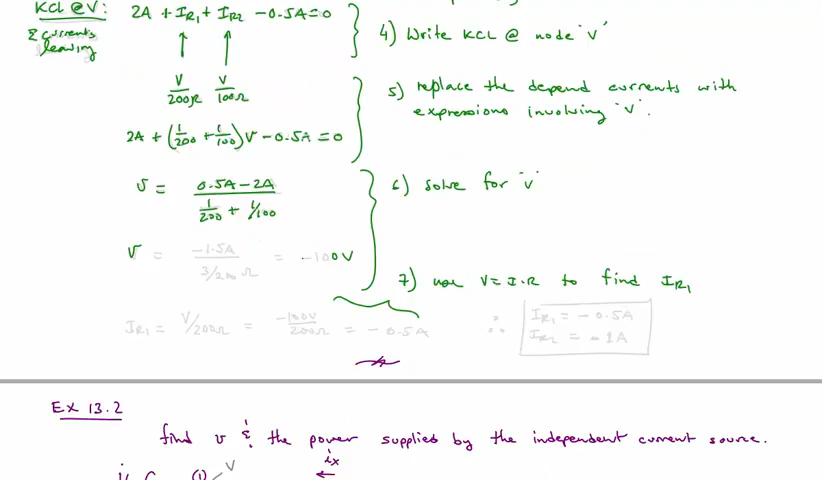 KCL @ V:
2A + IR1 + IR2 - 0.5A = 0
Σ currents leaving
4) Write KCL @ node "V"
V/200Ω V/100Ω
5) replace the depend currents with
expressions involving "V".
2A + (1/200 + 1/100)V - 0.5A = 0
V = (0.5A - 2A)/(1/200 + 1/100)
6) solve for "V"
V = -1.5A/(3/200 Ω) = -100V
7) use V = I·R to find IR1
IR1 = V/200Ω = -100V/200Ω = -0.5A
∴ IR1 = -0.5A
IR2 = -1A
Ex 13.2
find v & the power supplied by the independent current source.
ix
V